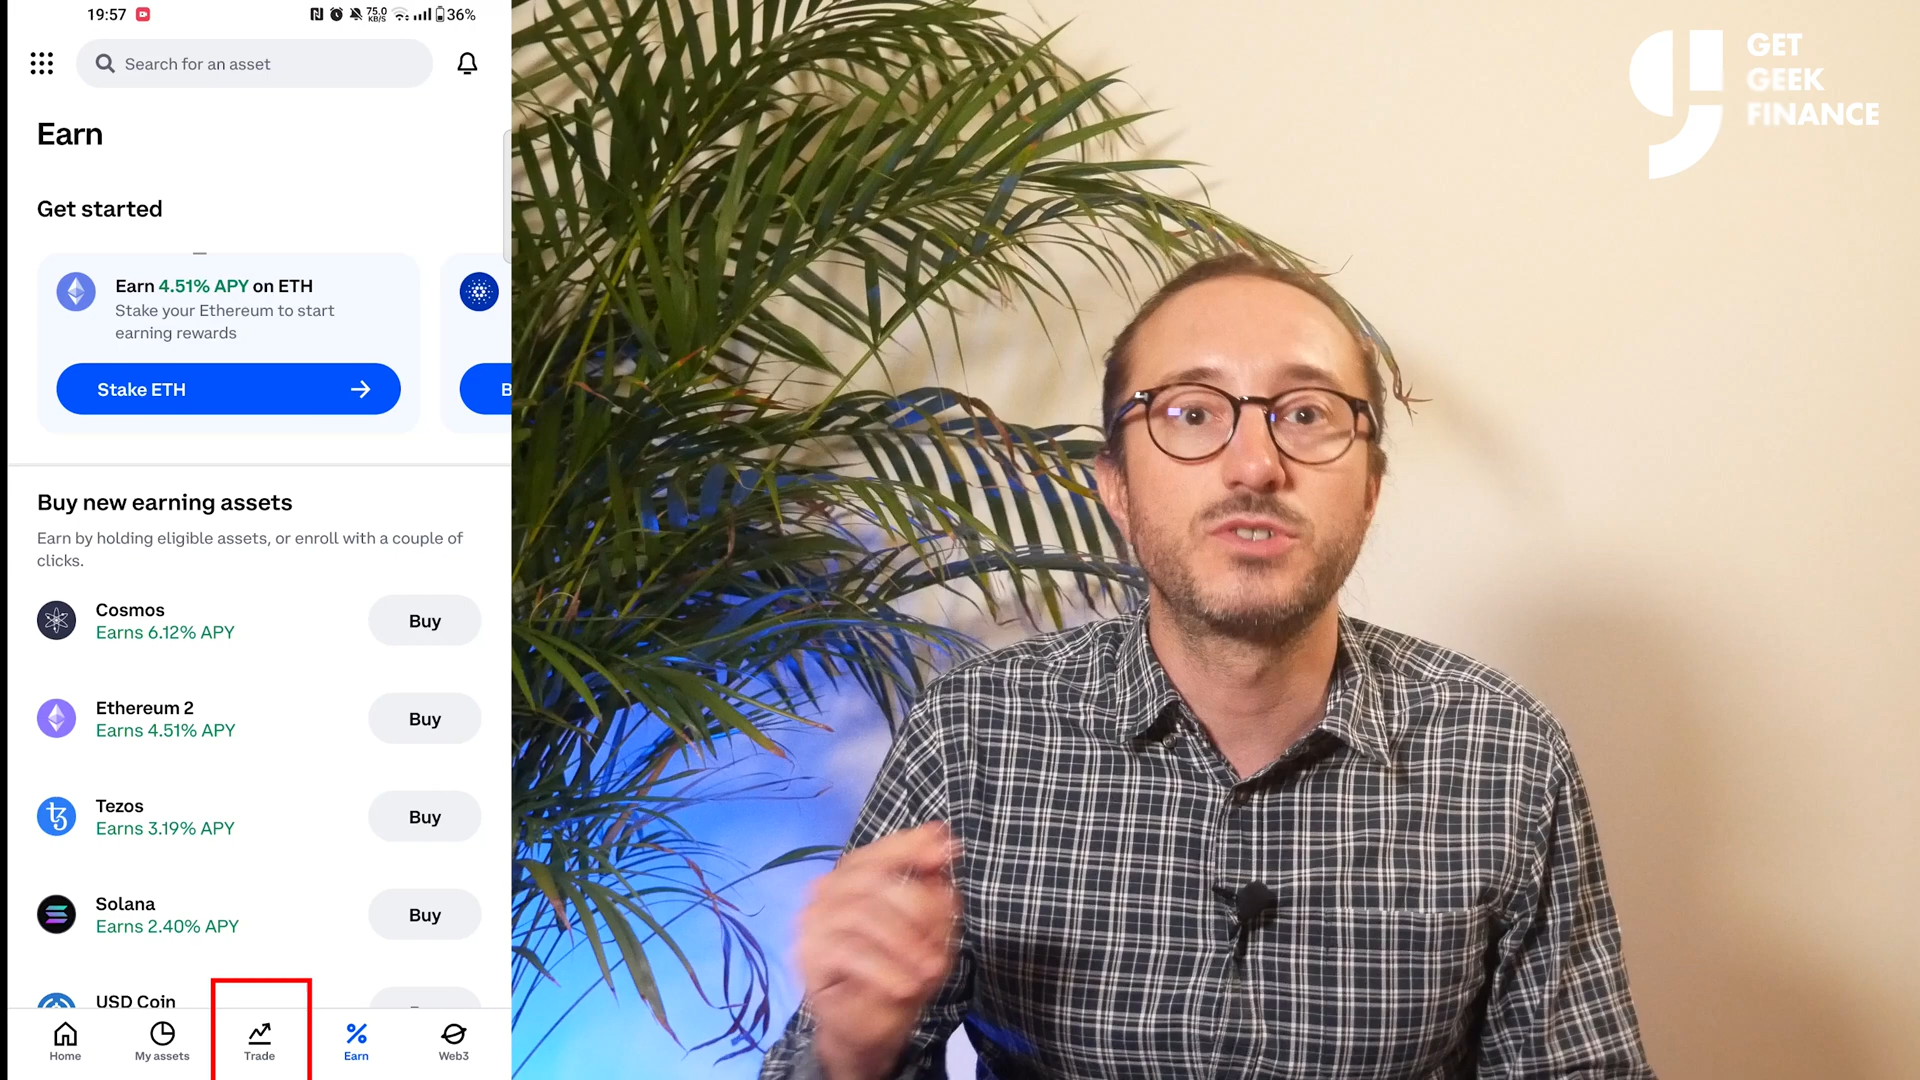 19:57
75.0
KB/S
36%
Search for an asset
Earn
Get started
Earn 4.51% APY on ETH
Stake your Ethereum to start
earning rewards
Stake ETH
B
Buy new earning assets
Earn by holding eligible assets, or enroll with a couple of
clicks.
Cosmos
Earns 6.12% APY
Buy
Ethereum 2
Earns 4.51% APY
Buy
Tezos
Earns 3.19% APY
Buy
Solana
Earns 2.40% APY
Buy
USD Coin
Home
My assets
Trade
Earn
Web3
GET
GEEK
FINANCE